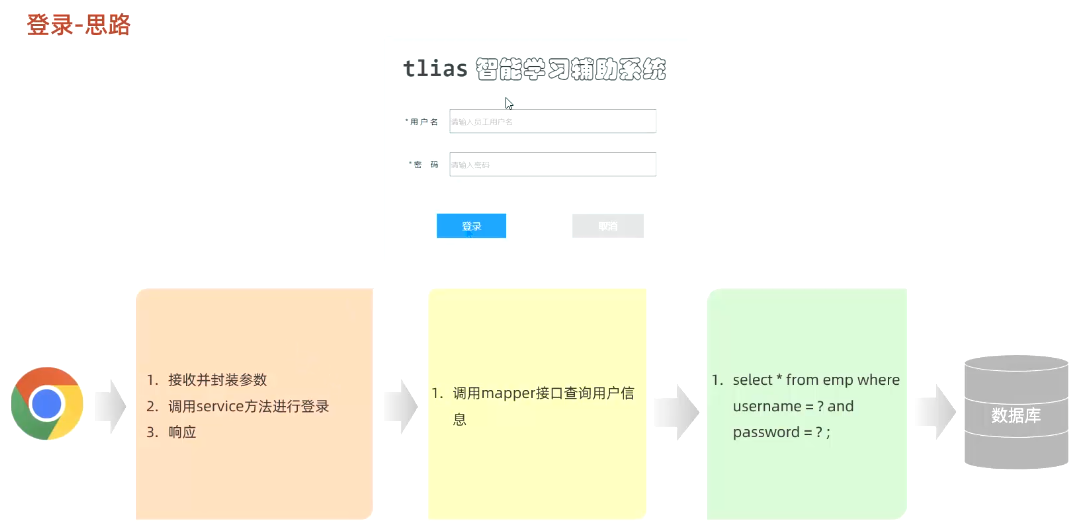 登录-思路
tlias 智能学习辅助系统
* 用 户 名
请输入员工用户名
* 密 码
请输入密码
登录
取消
1. 接收并封装参数
2. 调用service方法进行登录
3. 响应
1. 调用mapper接口查询用户信
息
1. select * from emp where
username = ? and
password = ? ;
数据库